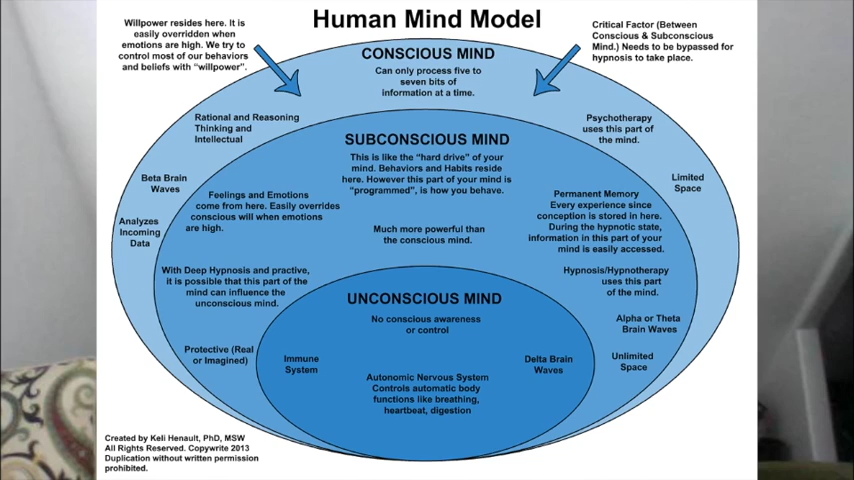 Human Mind Model
Willpower resides here. It is
easily overridden when
emotions are high. We try to
control most of our behaviors
and beliefs with “willpower”.
Critical Factor (Between
Conscious & Subconscious
Mind.) Needs to be bypassed for
hypnosis to take place.
CONSCIOUS MIND
Can only process five to
seven bits of
information at a time.
Rational and Reasoning
Thinking and
Intellectual
Psychotherapy
uses this part of
the mind.
Beta Brain
Waves
Limited
Space
Analyzes
Incoming
Data
SUBCONSCIOUS MIND
This is like the “hard drive” of your
mind. Behaviors and Habits reside
here. However this part of your mind is
“programmed”, is how you behave.
Feelings and Emotions
come from here. Easily overrides
conscious will when emotions
are high.
Much more powerful than
the conscious mind.
Permanent Memory
Every experience since
conception is stored in here.
During the hypnotic state,
information in this part of your
mind is easily accessed.
With Deep Hypnosis and practive,
it is possible that this part of the
mind can influence the
unconscious mind.
Hypnosis/Hypnotherapy
uses this part
of the mind.
Alpha or Theta
Brain Waves
Protective (Real
or Imagined)
Unlimited
Space
UNCONSCIOUS MIND
No conscious awareness
or control
Immune
System
Delta Brain
Waves
Autonomic Nervous System
Controls automatic body
functions like breathing,
heartbeat, digestion
Created by Keli Henault, PhD, MSW
All Rights Reserved. Copywrite 2013
Duplication without written permission
prohibited.